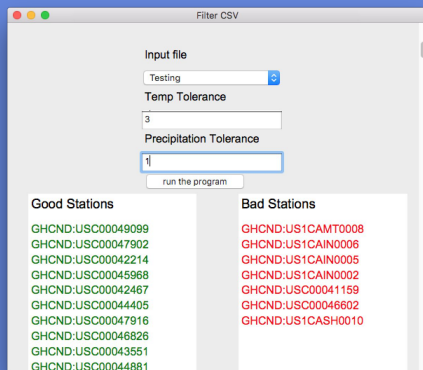 Filter CSV
Input file
Testing
Temp Tolerance
3
Precipitation Tolerance
1
run the program
Good Stations
GHCND:USC00049099
GHCND:USC00047902
GHCND:USC00042214
GHCND:USC00045968
GHCND:USC00042467
GHCND:USC00044405
GHCND:USC00047916
GHCND:USC00046826
GHCND:USC00043551
GHCND:USC00044881
Bad Stations
GHCND:US1CAMT0008
GHCND:US1CAIN0006
GHCND:US1CAIN0005
GHCND:US1CAIN0002
GHCND:USC00041159
GHCND:USC00046602
GHCND:US1CASH0010